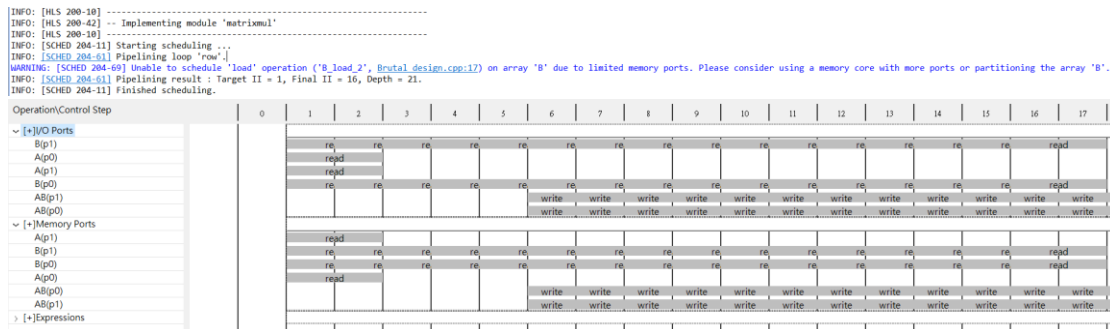 INFO: [HLS 200-10] ----------------------------------------------------------------
INFO: [HLS 200-42] -- Implementing module 'matrixmul'
INFO: [HLS 200-10] ----------------------------------------------------------------
INFO: [SCHED 204-11] Starting scheduling ...
INFO: [SCHED 204-61] Pipelining loop 'row'.
WARNING: [SCHED 204-69] Unable to schedule 'load' operation ('B_load_2', Brutal design.cpp:17) on array 'B' due to limited memory ports. Please consider using a memory core with more ports or partitioning the array 'B'.
INFO: [SCHED 204-61] Pipelining result : Target II = 1, Final II = 16, Depth = 21.
INFO: [SCHED 204-11] Finished scheduling.
Operation\Control Step 0 1 2 3 4 5 6 7 8 9 10 11 12 13 14 15 16 17
[+]I/O Ports
B(p1) re re re re re re re re re re re re re re re read
A(p0) read
A(p1) read
B(p0) re re re re re re re re re re re re re re re read
AB(p1) write write write write write write write write write write write write
AB(p0) write write write write write write write write write write write write
[+]Memory Ports
A(p1) read
B(p1) re re re re re re re re re re re re re re re read
B(p0) re re re re re re re re re re re re re re re read
A(p0) read
AB(p0) write write write write write write write write write write write write
AB(p1) write write write write write write write write write write write write
[+]Expressions